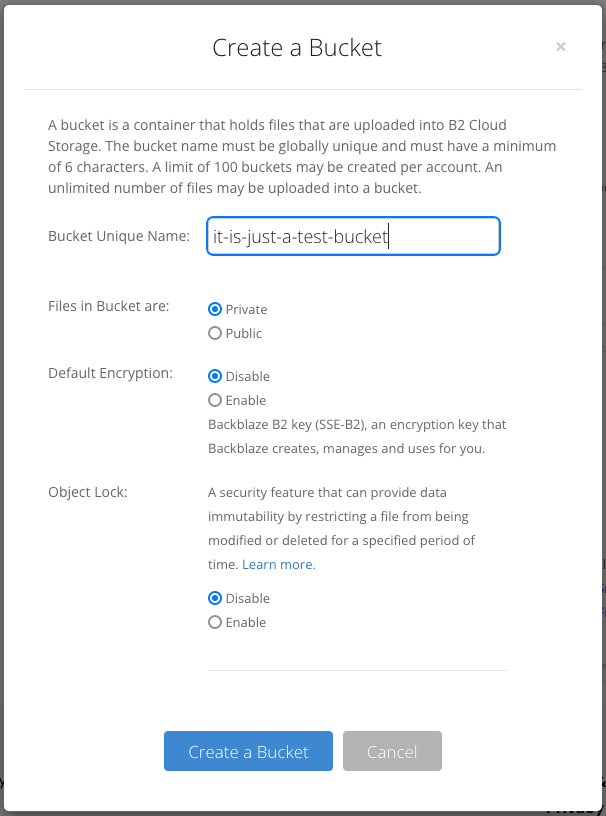 Create a Bucket
×
A bucket is a container that holds files that are uploaded into B2 Cloud
Storage. The bucket name must be globally unique and must have a minimum
of 6 characters. A limit of 100 buckets may be created per account. An
unlimited number of files may be uploaded into a bucket.
Bucket Unique Name: it-is-just-a-test-bucket
Files in Bucket are: Private
Public
Default Encryption: Disable
Enable
Backblaze B2 key (SSE-B2), an encryption key that
Backblaze creates, manages and uses for you.
Object Lock: A security feature that can provide data
immutability by restricting a file from being
modified or deleted for a specified period of
time. Learn more.
Disable
Enable
Create a Bucket Cancel